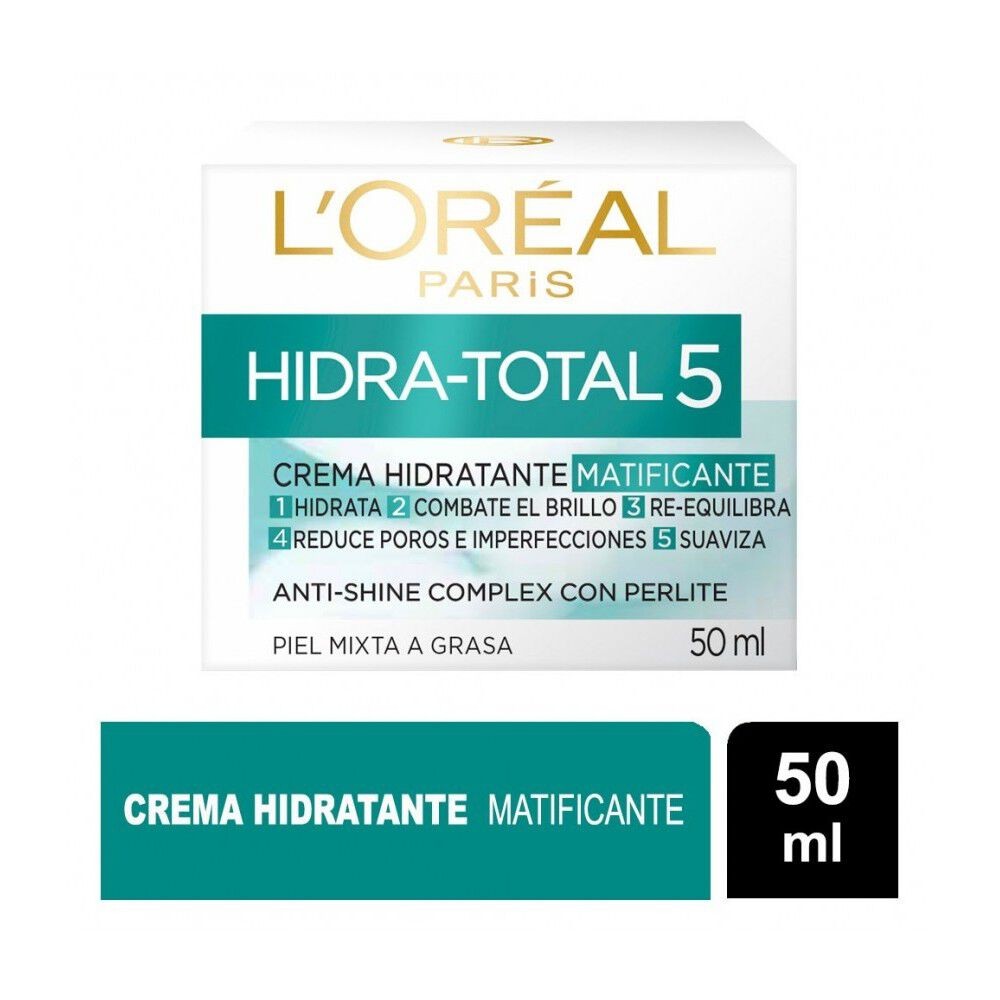 L'ORÉAL
PARiS
HIDRA-TOTAL 5
CREMA HIDRATANTE MATIFICANTE
1 HIDRATA 2 COMBATE EL BRILLO 3 RE-EQUILIBRA
4 REDUCE POROS E IMPERFECCIONES 5 SUAVIZA
ANTI-SHINE COMPLEX CON PERLITE
PIEL MIXTA A GRASA 50 ml
CREMA HIDRATANTE MATIFICANTE
50
ml